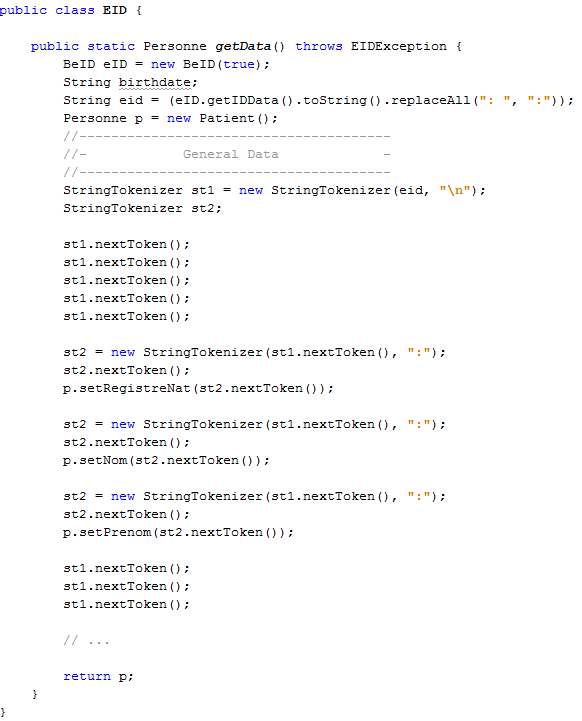 public class EID {
    public static Personne getData() throws EIDException {
        BeID eID = new BeID(true);
        String birthdate;
        String eid = (eID.getIDData().toString().replaceAll(": ", ":"));
        Personne p = new Patient();
        //---------------------------------------
        //-            General Data             -
        //---------------------------------------
        StringTokenizer st1 = new StringTokenizer(eid, "\n");
        StringTokenizer st2;

        st1.nextToken();
        st1.nextToken();
        st1.nextToken();
        st1.nextToken();
        st1.nextToken();

        st2 = new StringTokenizer(st1.nextToken(), ":");
        st2.nextToken();
        p.setRegistreNat(st2.nextToken());

        st2 = new StringTokenizer(st1.nextToken(), ":");
        st2.nextToken();
        p.setNom(st2.nextToken());

        st2 = new StringTokenizer(st1.nextToken(), ":");
        st2.nextToken();
        p.setPrenom(st2.nextToken());

        st1.nextToken();
        st1.nextToken();
        st1.nextToken();

        // ...

        return p;
    }
}